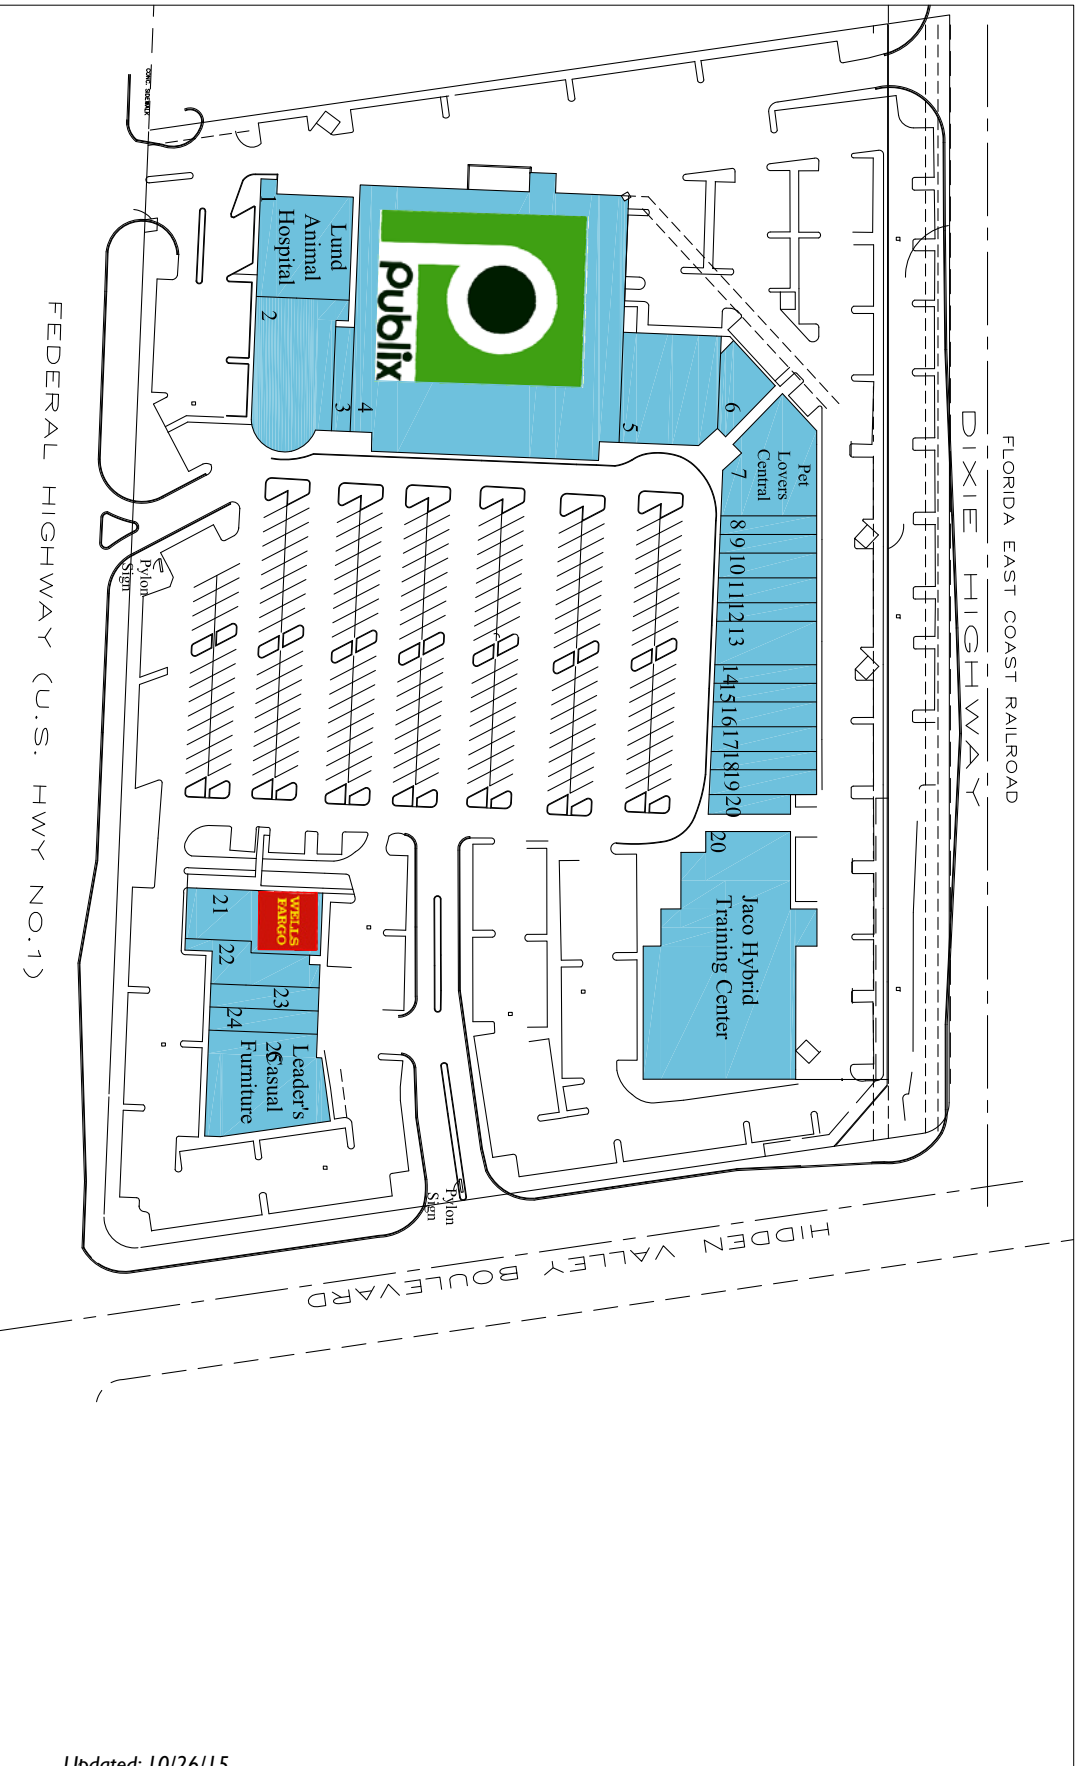 FLORIDA EAST COAST RAILROAD
DIXIE HIGHWAY
CONC. SIDEWALK
1
Lund
Animal
Hospital
2
3
4
Publix
5
6
Pet
Lovers
Central
7
8
9
10
11
12
13
14
15
16
17
18
19
20
20
Jaco Hybrid
Training Center
Pylon
Sign
21
WELLS
FARGO
22
23
24
Leader's
Casual
Furniture
25
Pylon
Sign
HIDDEN VALLEY BOULEVARD
FEDERAL HIGHWAY (U.S. HWY NO.1)
Updated: 10/26/15